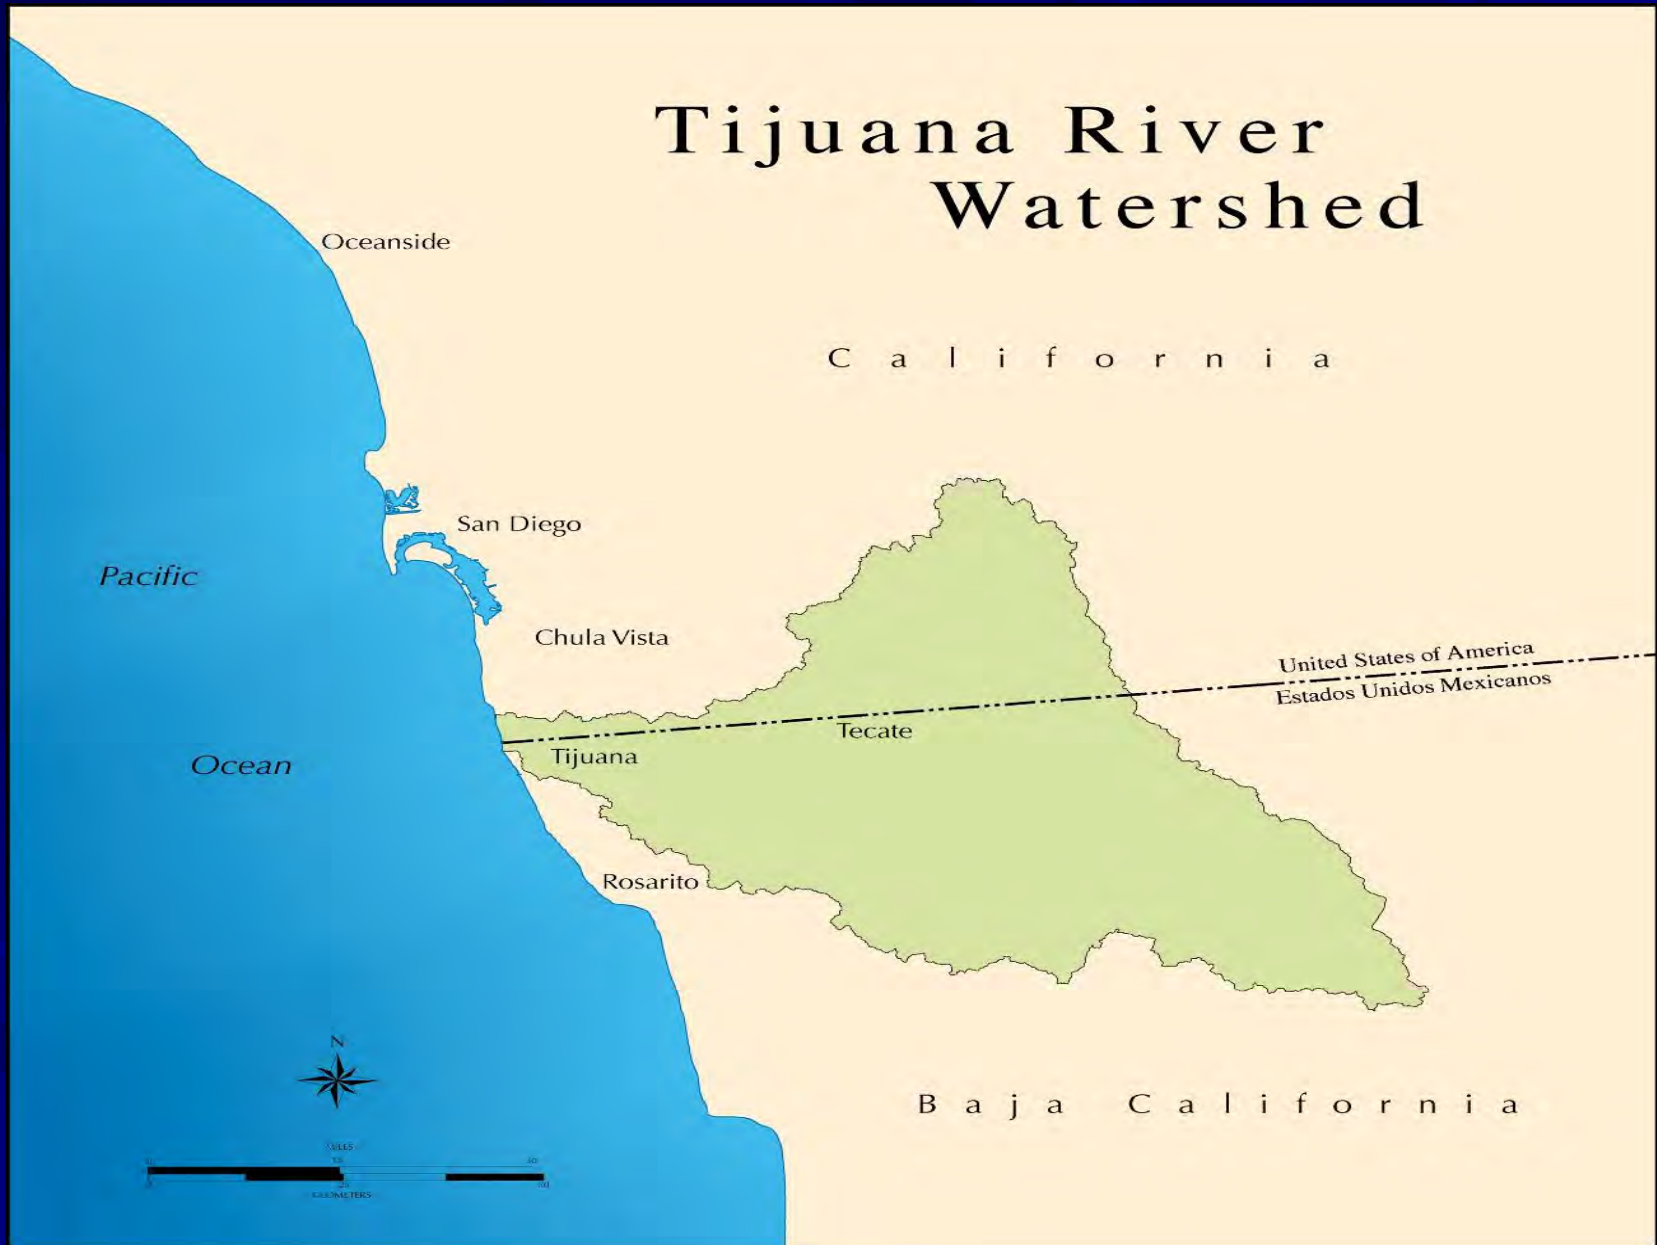 Tijuana River
Watershed
Oceanside
California
San Diego
Pacific
Chula Vista
United States of America
Estados Unidos Mexicanos
Tecate
Tijuana
Ocean
Rosarito
N
Baja California
MILES